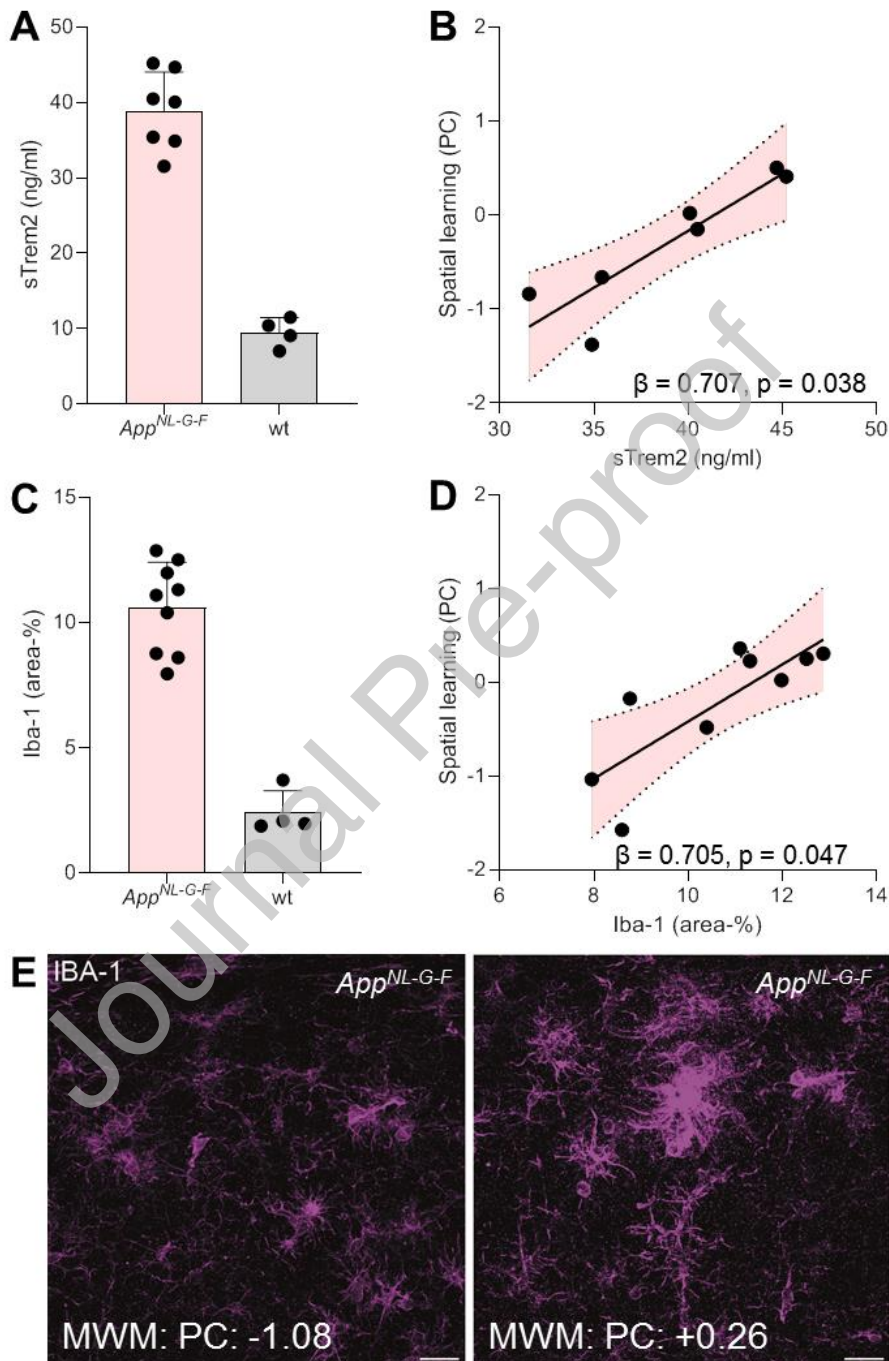 A
50
40
30
20
10
0
sTrem2 (ng/ml)
App^NL-G-F
wt
B
2
1
0
-1
-2
Spatial learning (PC)
β = 0.707, p = 0.038
30
35
40
45
50
sTrem2 (ng/ml)
C
15
10
5
0
Iba-1 (area-%)
App^NL-G-F
wt
D
2
1
0
-1
-2
Spatial learning (PC)
β = 0.705, p = 0.047
6
8
10
12
14
Iba-1 (area-%)
E
IBA-1
App^NL-G-F
MWM: PC: -1.08
App^NL-G-F
MWM: PC: +0.26
Journal Pre-proof